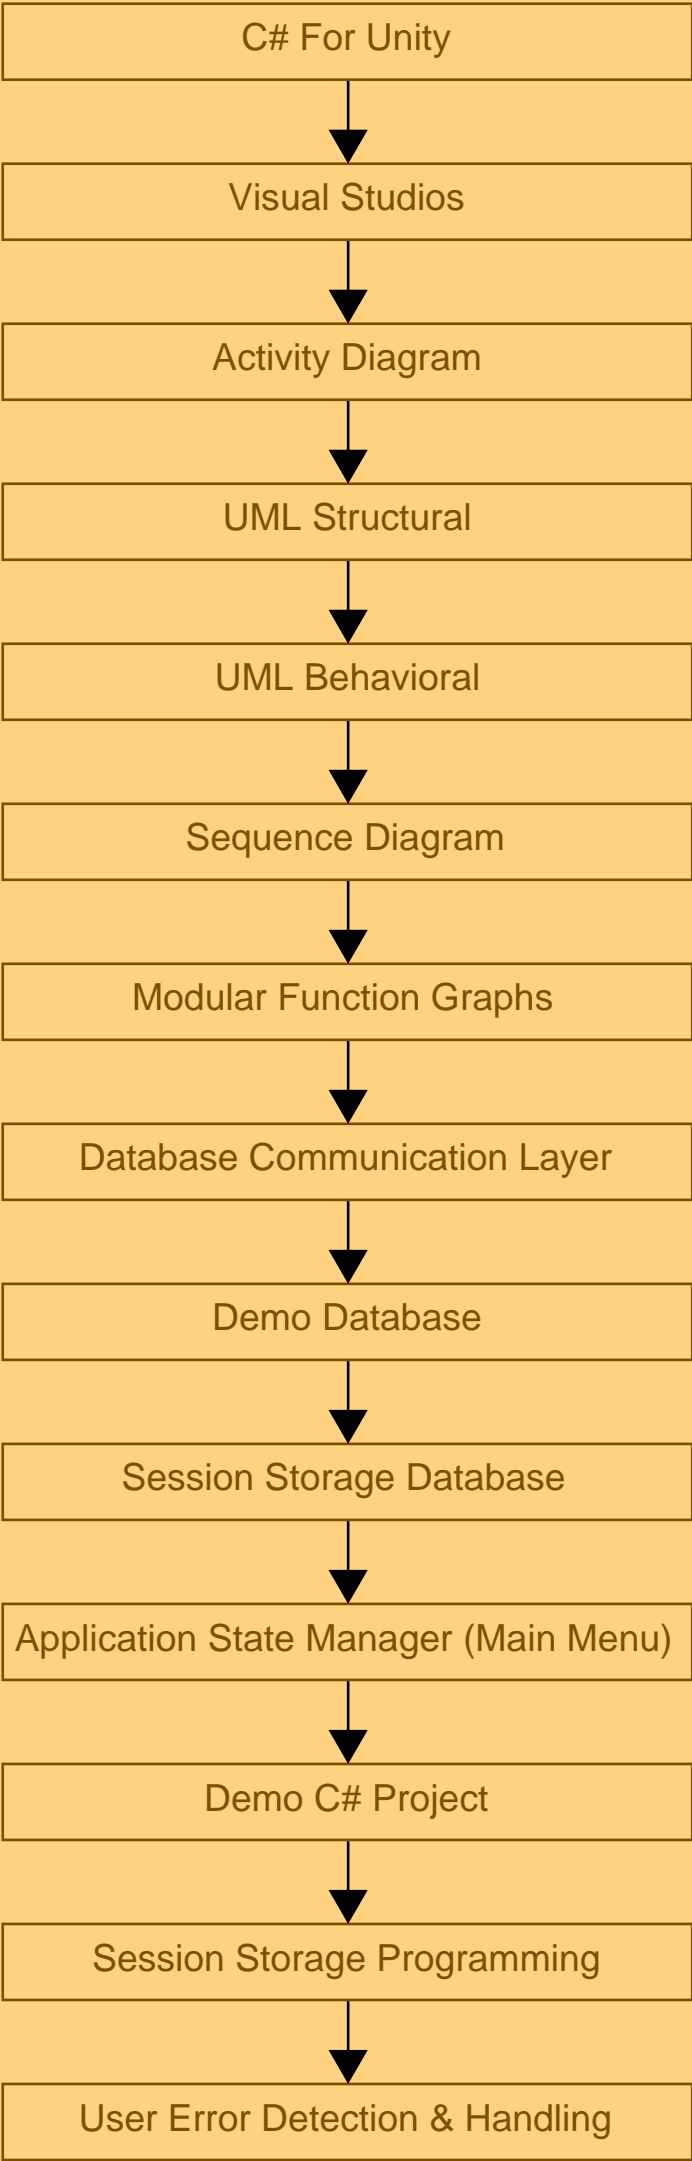 C# For Unity
Visual Studios
Activity Diagram
UML Structural
UML Behavioral
Sequence Diagram
Modular Function Graphs
Database Communication Layer
Demo Database
Session Storage Database
Application State Manager (Main Menu)
Demo C# Project
Session Storage Programming
User Error Detection & Handling